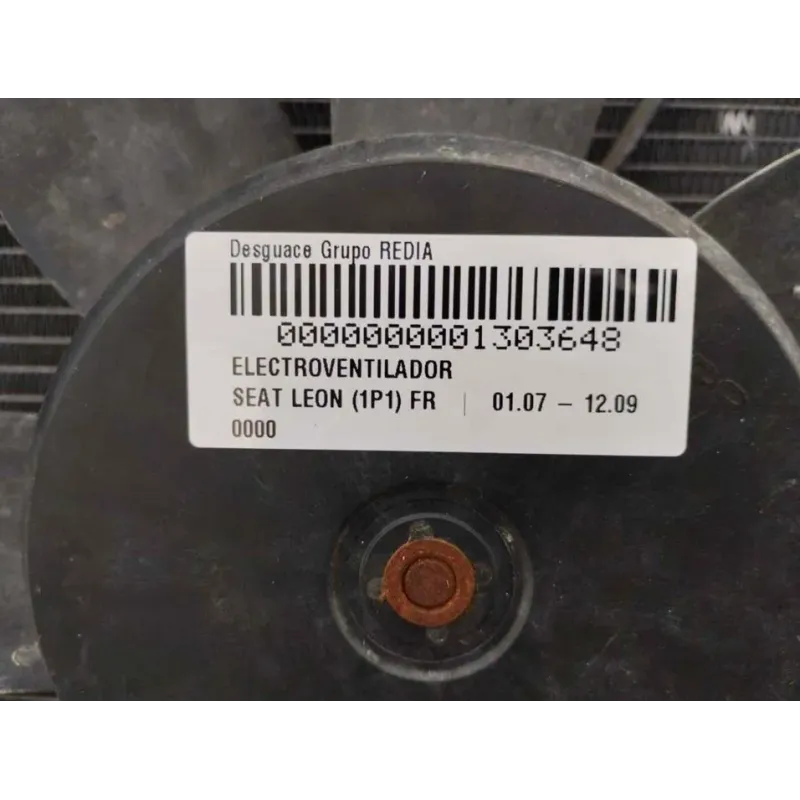 Desguace Grupo REDIA
0000000001303648
ELECTROVENTILADOR
SEAT LEON (1P1) FR | 01.07 – 12.09
0000